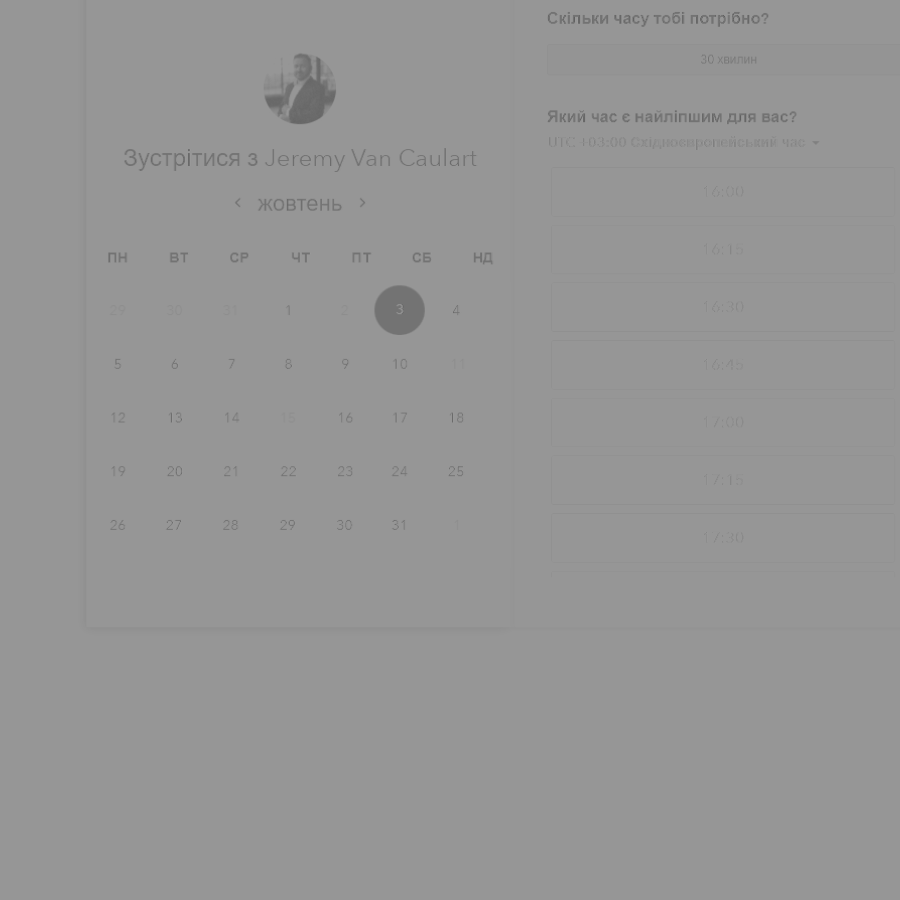 Зустрітися з Jeremy Van Caulart
жовтень
ПН ВТ СР ЧТ ПТ СБ НД
29 30 31 1 2 3 4
5 6 7 8 9 10 11
12 13 14 15 16 17 18
19 20 21 22 23 24 25
26 27 28 29 30 31 1
Скільки часу тобі потрібно?
30 хвилин
Який час є найліпшим для вас?
UTC +03:00 Східноєвропейський час
16:00
16:15
16:30
16:45
17:00
17:15
17:30